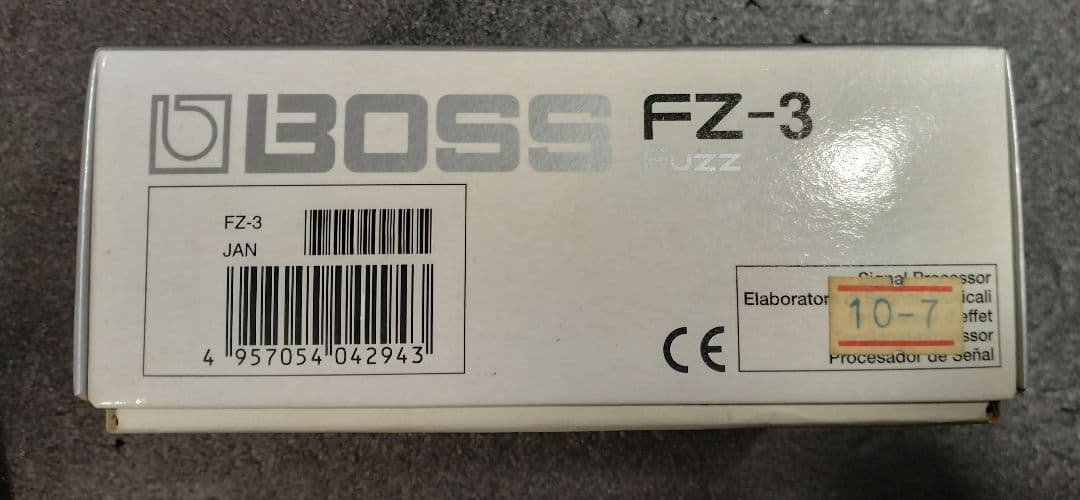 BOSS FZ-3
Fuzz
FZ-3
JAN
4 957054 042943
CE
Signal Processor
Elaborator icali
10-7
effet
ssor
Procesador de Señal